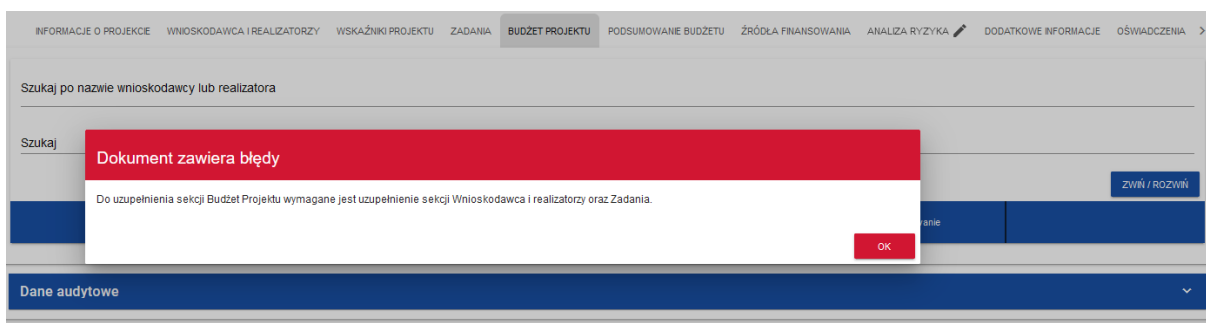 INFORMACJE O PROJEKCIE WNIOSKODAWCA I REALIZATORZY WSKAŹNIKI PROJEKTU ZADANIA BUDŻET PROJEKTU PODSUMOWANIE BUDŻETU ŹRÓDŁA FINANSOWANIA ANALIZA RYZYKA DODATKOWE INFORMACJE OŚWIADCZENIA
Szukaj po nazwie wnioskodawcy lub realizatora
Szukaj
Dokument zawiera błędy
ZWIŃ / ROZWIŃ
Do uzupełnienia sekcji Budżet Projektu wymagane jest uzupełnienie sekcji Wnioskodawca i realizatorzy oraz Zadania.
OK
Dane audytowe